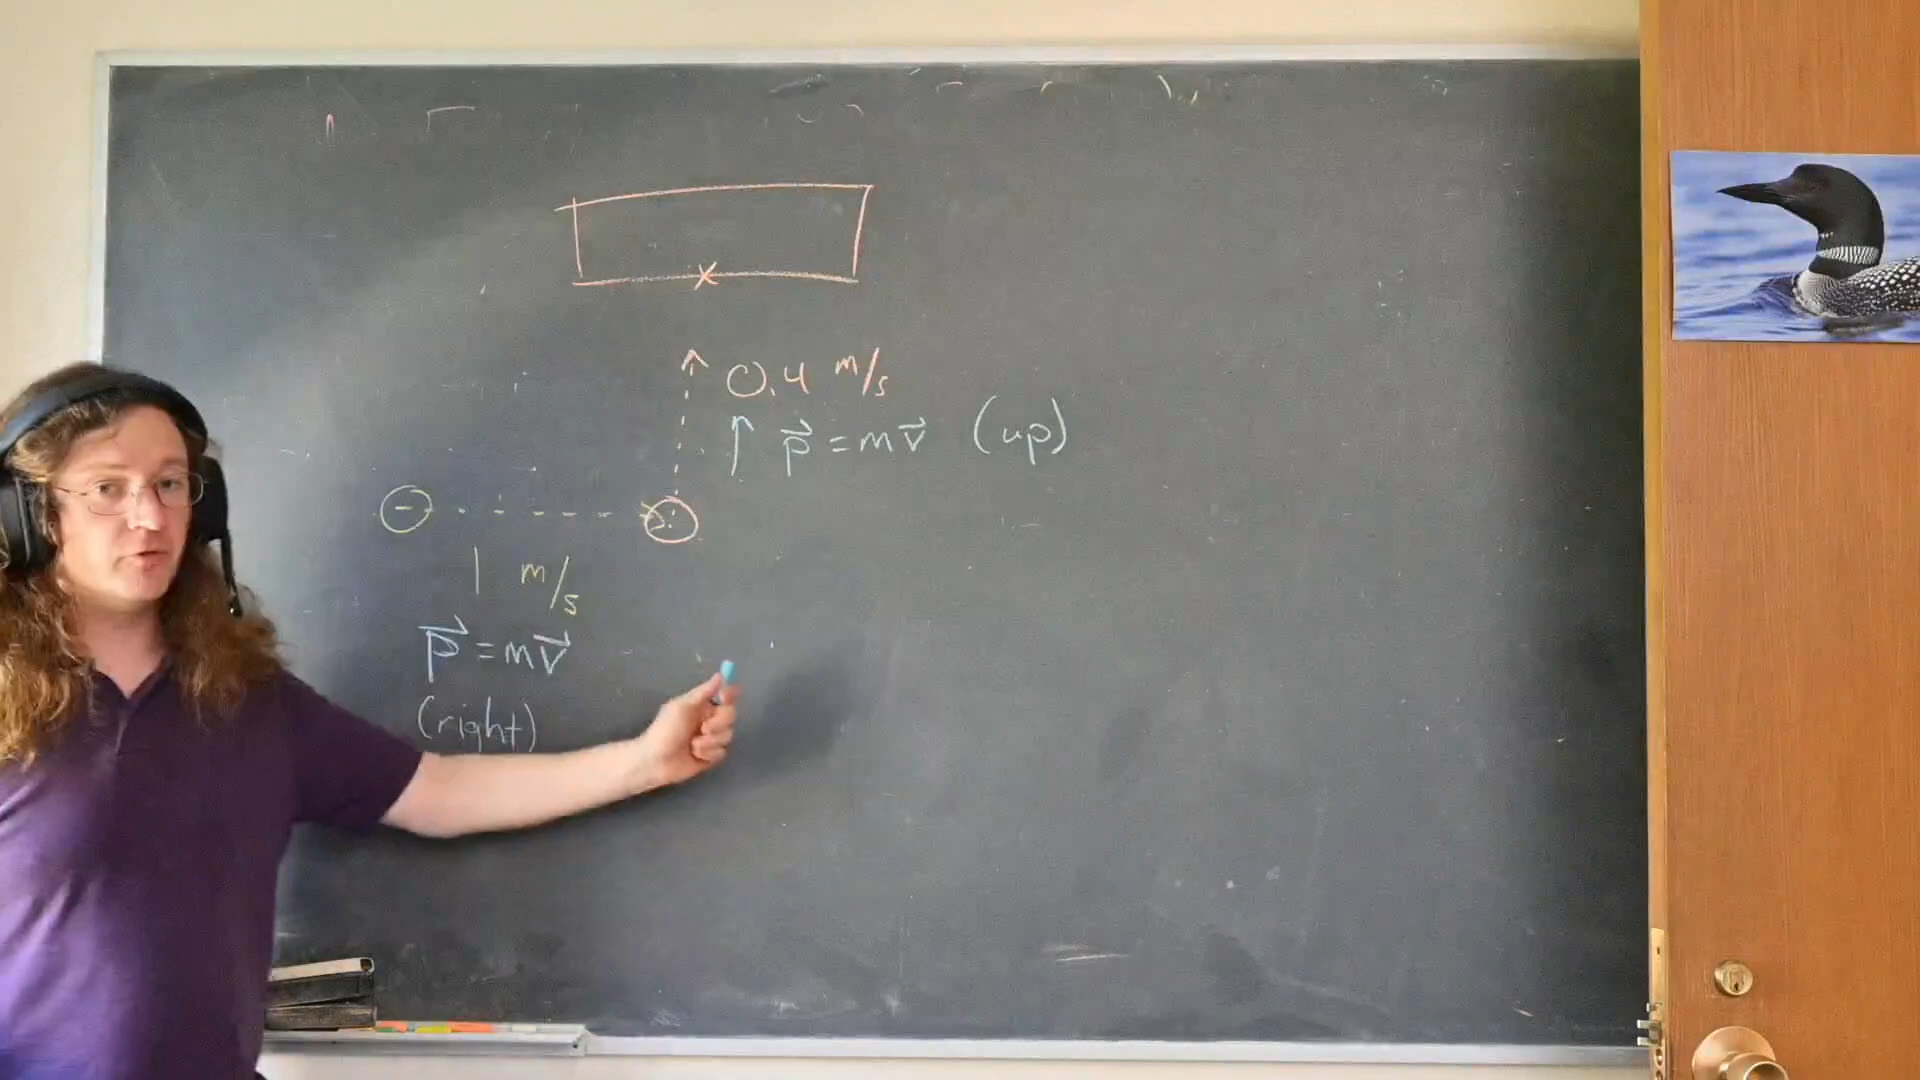 0.4 m/s
↑ p⃗ = mv⃗ (up)
1 m/s
p⃗ = mv⃗
(right)